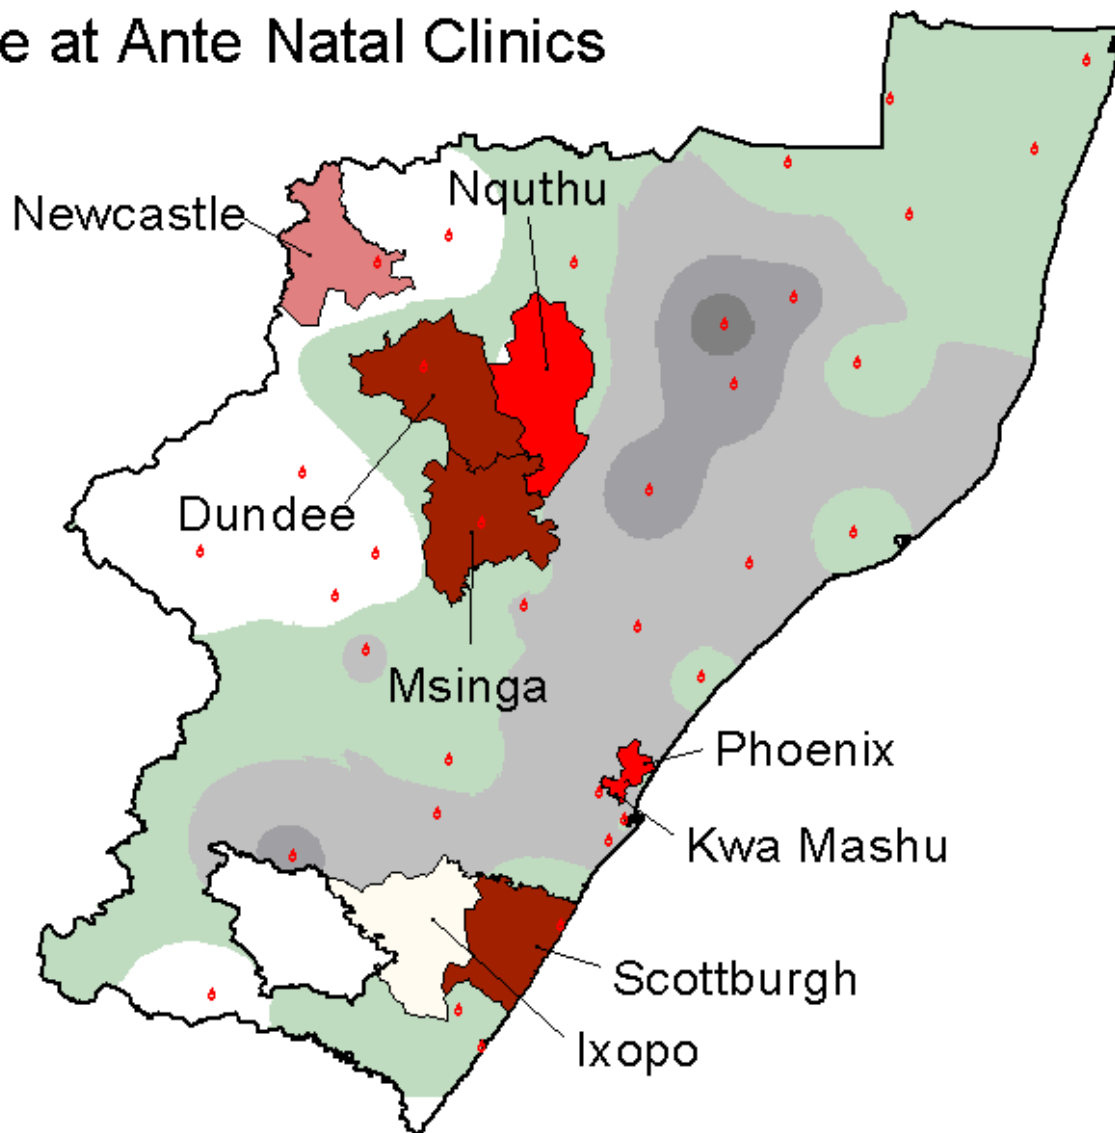 e at Ante Natal Clinics
Nquthu
Newcastle
Dundee
Msinga
Phoenix
Kwa Mashu
Scottburgh
Ixopo